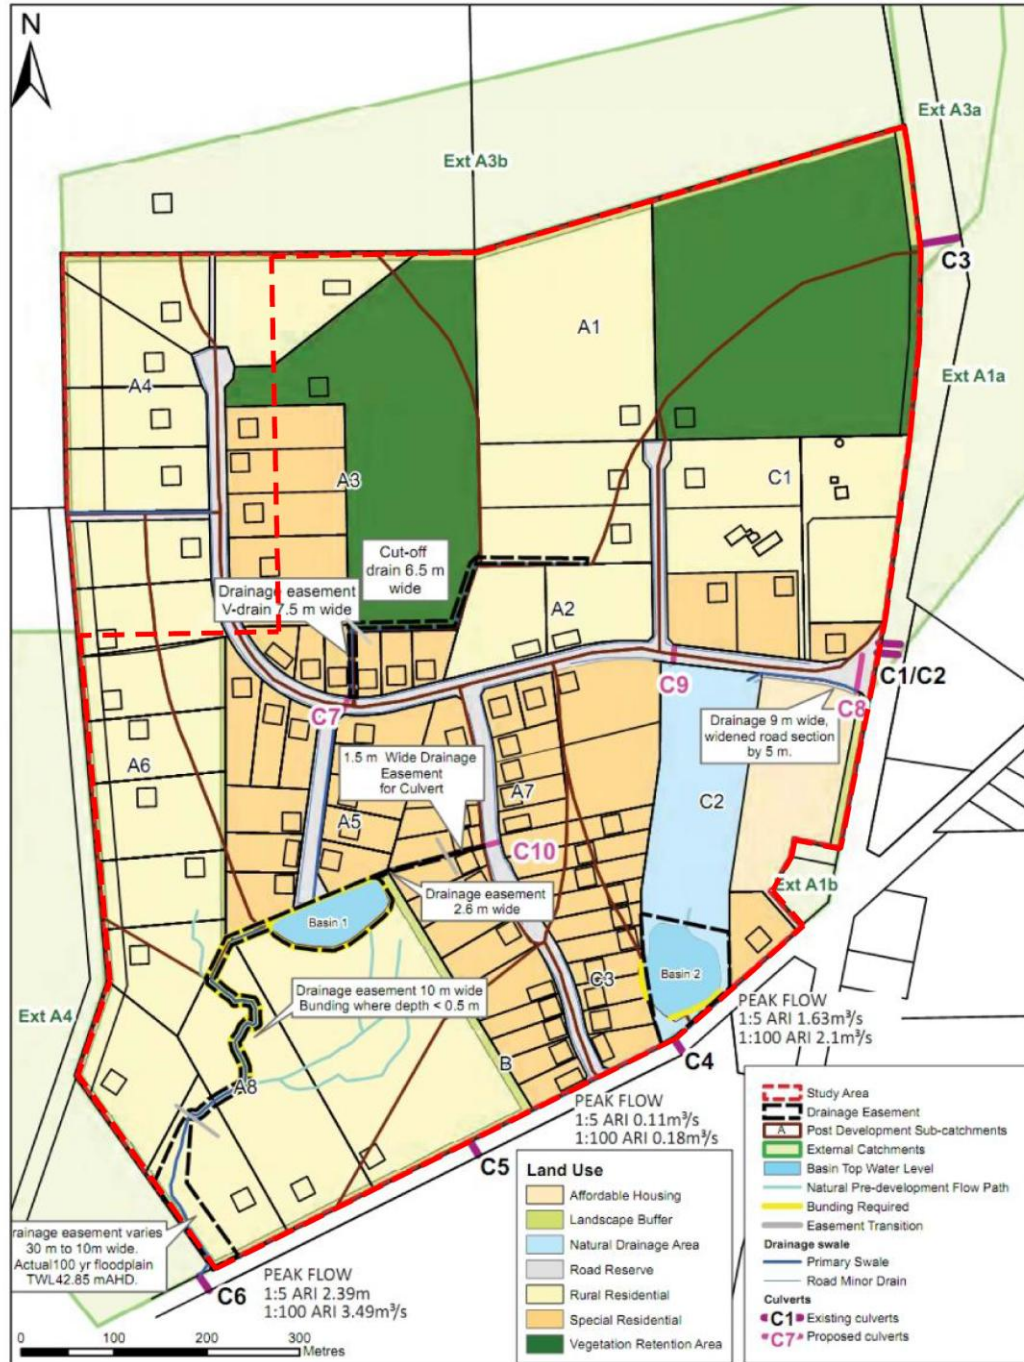 N
Ext A3a
Ext A3b
C3
A1
Ext A1a
A4
A3
C1
Cut-off
drain 6.5 m
wide
Drainage easement
V-drain 7.5 m wide
A2
C1/C2
C9
C7
C8
Drainage 9 m wide,
widened road section
by 5 m.
1.5 m Wide Drainage
Easement
for Culvert
A6
A7
C2
A5
C10
Drainage easement
2.6 m wide
Ext A1b
Basin 1
Basin 2
C3
Drainage easement 10 m wide
Bunding where depth < 0.5 m
Ext A4
PEAK FLOW
1:5 ARI 1.63m³/s
1:100 ARI 2.1m³/s
C4
B
A8
PEAK FLOW
1:5 ARI 0.11m³/s
1:100 ARI 0.18m³/s
C5
rainage easement varies
30 m to 10m wide.
Actual100 yr floodplain
TWL42.85 mAHD.
C6
PEAK FLOW
1:5 ARI 2.39m
1:100 ARI 3.49m³/s
0 100 200 300
Metres
Land Use
Affordable Housing
Landscape Buffer
Natural Drainage Area
Road Reserve
Rural Residential
Special Residential
Vegetation Retention Area
Study Area
Drainage Easement
A Post Development Sub-catchments
External Catchments
Basin Top Water Level
Natural Pre-development Flow Path
Bunding Required
Easement Transition
Drainage swale
Primary Swale
Road Minor Drain
Culverts
C1 Existing culverts
C7 Proposed culverts